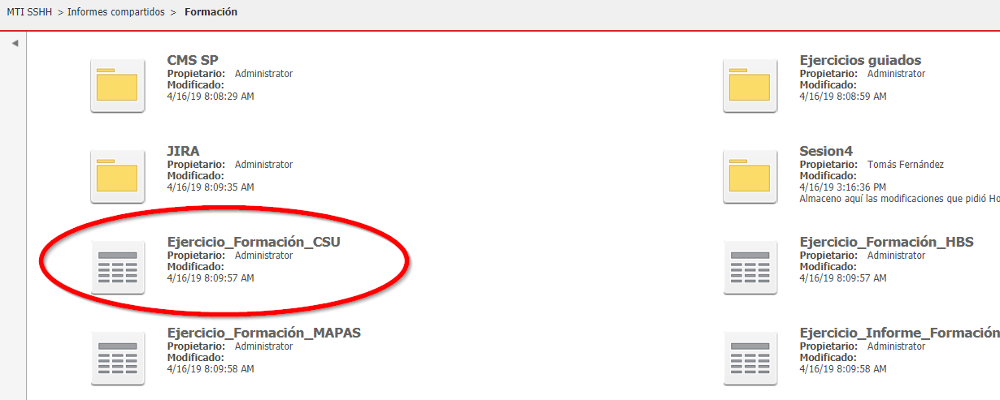 MTI SSHH > Informes compartidos > Formación
CMS SP
Propietario: Administrator
Modificado:
4/16/19 8:08:29 AM
Ejercicios guiados
Propietario: Administrator
Modificado:
4/16/19 8:08:59 AM
JIRA
Propietario: Administrator
Modificado:
4/16/19 8:09:35 AM
Sesion4
Propietario: Tomás Fernández
Modificado:
4/16/19 3:16:36 PM
Almaceno aquí las modificaciones que pidió Ho
Ejercicio_Formación_CSU
Propietario: Administrator
Modificado:
4/16/19 8:09:57 AM
Ejercicio_Formación_HBS
Propietario: Administrator
Modificado:
4/16/19 8:09:57 AM
Ejercicio_Formación_MAPAS
Propietario: Administrator
Modificado:
4/16/19 8:09:58 AM
Ejercicio_Informe_Formación
Propietario: Administrator
Modificado:
4/16/19 8:09:58 AM